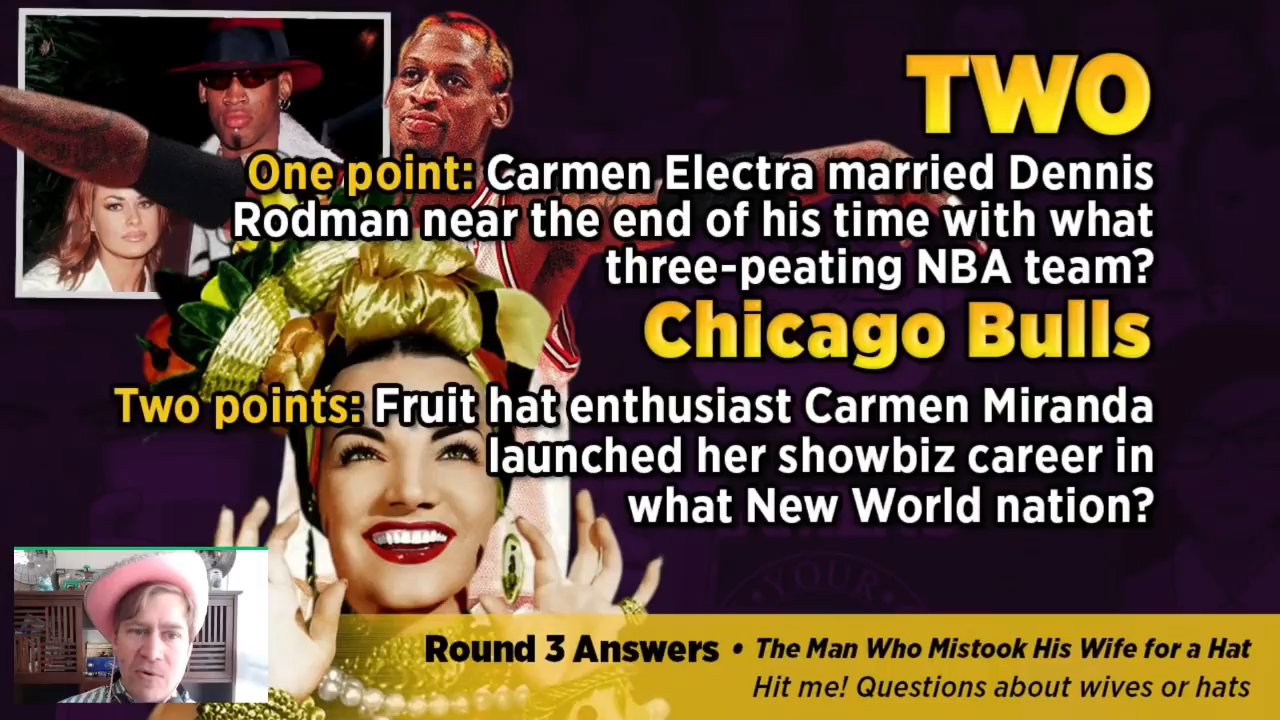 TWO
One point: Carmen Electra married Dennis
Rodman near the end of his time with what
three-peating NBA team?
Chicago Bulls
Two points: Fruit hat enthusiast Carmen Miranda
launched her showbiz career in
what New World nation?
YOUR
Round 3 Answers • The Man Who Mistook His Wife for a Hat
Hit me! Questions about wives or hats